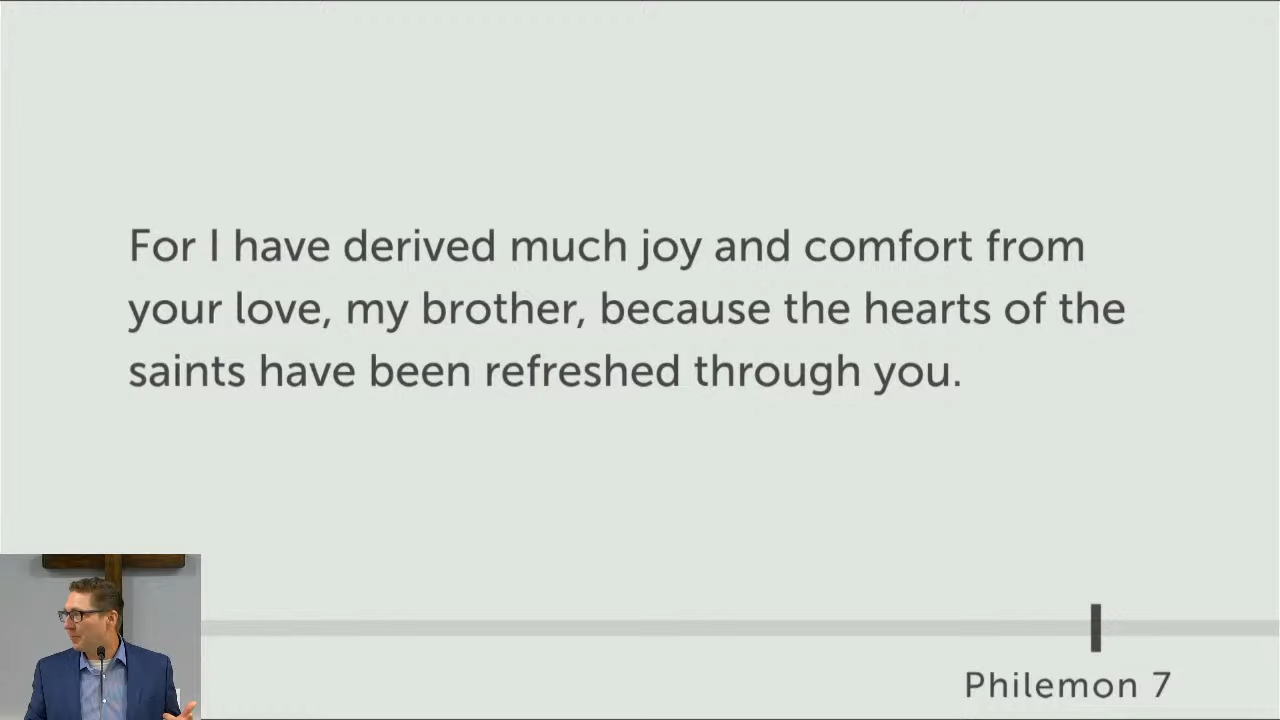 For I have derived much joy and comfort from
your love, my brother, because the hearts of the
saints have been refreshed through you.
Philemon 7